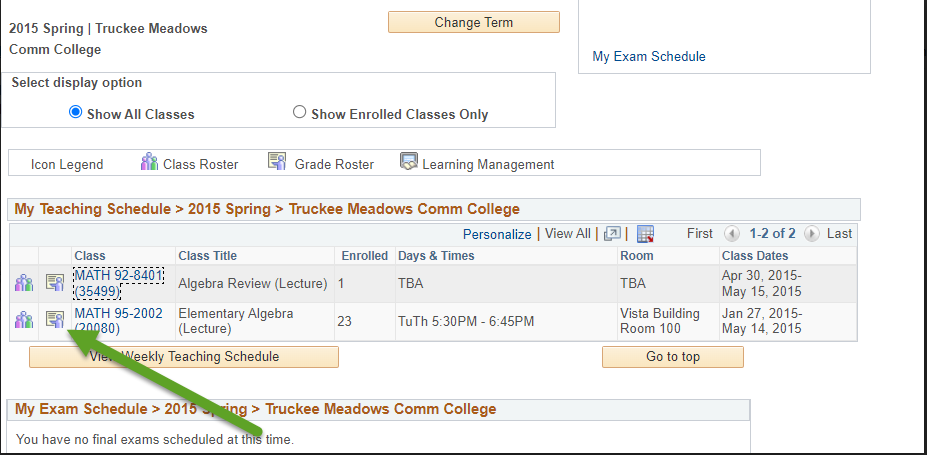 Change Term
2015 Spring | Truckee Meadows
Comm College
My Exam Schedule
Select display option
Show All Classes Show Enrolled Classes Only
Icon Legend Class Roster Grade Roster Learning Management
My Teaching Schedule > 2015 Spring > Truckee Meadows Comm College
Personalize | View All | | First 1-2 of 2 Last
Class Class Title Enrolled Days & Times Room Class Dates
MATH 92-8401 Algebra Review (Lecture) 1 TBA TBA Apr 30, 2015-
(35499) May 15, 2015
MATH 95-2002 Elementary Algebra 23 TuTh 5:30PM - 6:45PM Vista Building Jan 27, 2015-
(20080) (Lecture) Room 100 May 14, 2015
View Weekly Teaching Schedule Go to top
My Exam Schedule > 2015 Spring > Truckee Meadows Comm College
You have no final exams scheduled at this time.